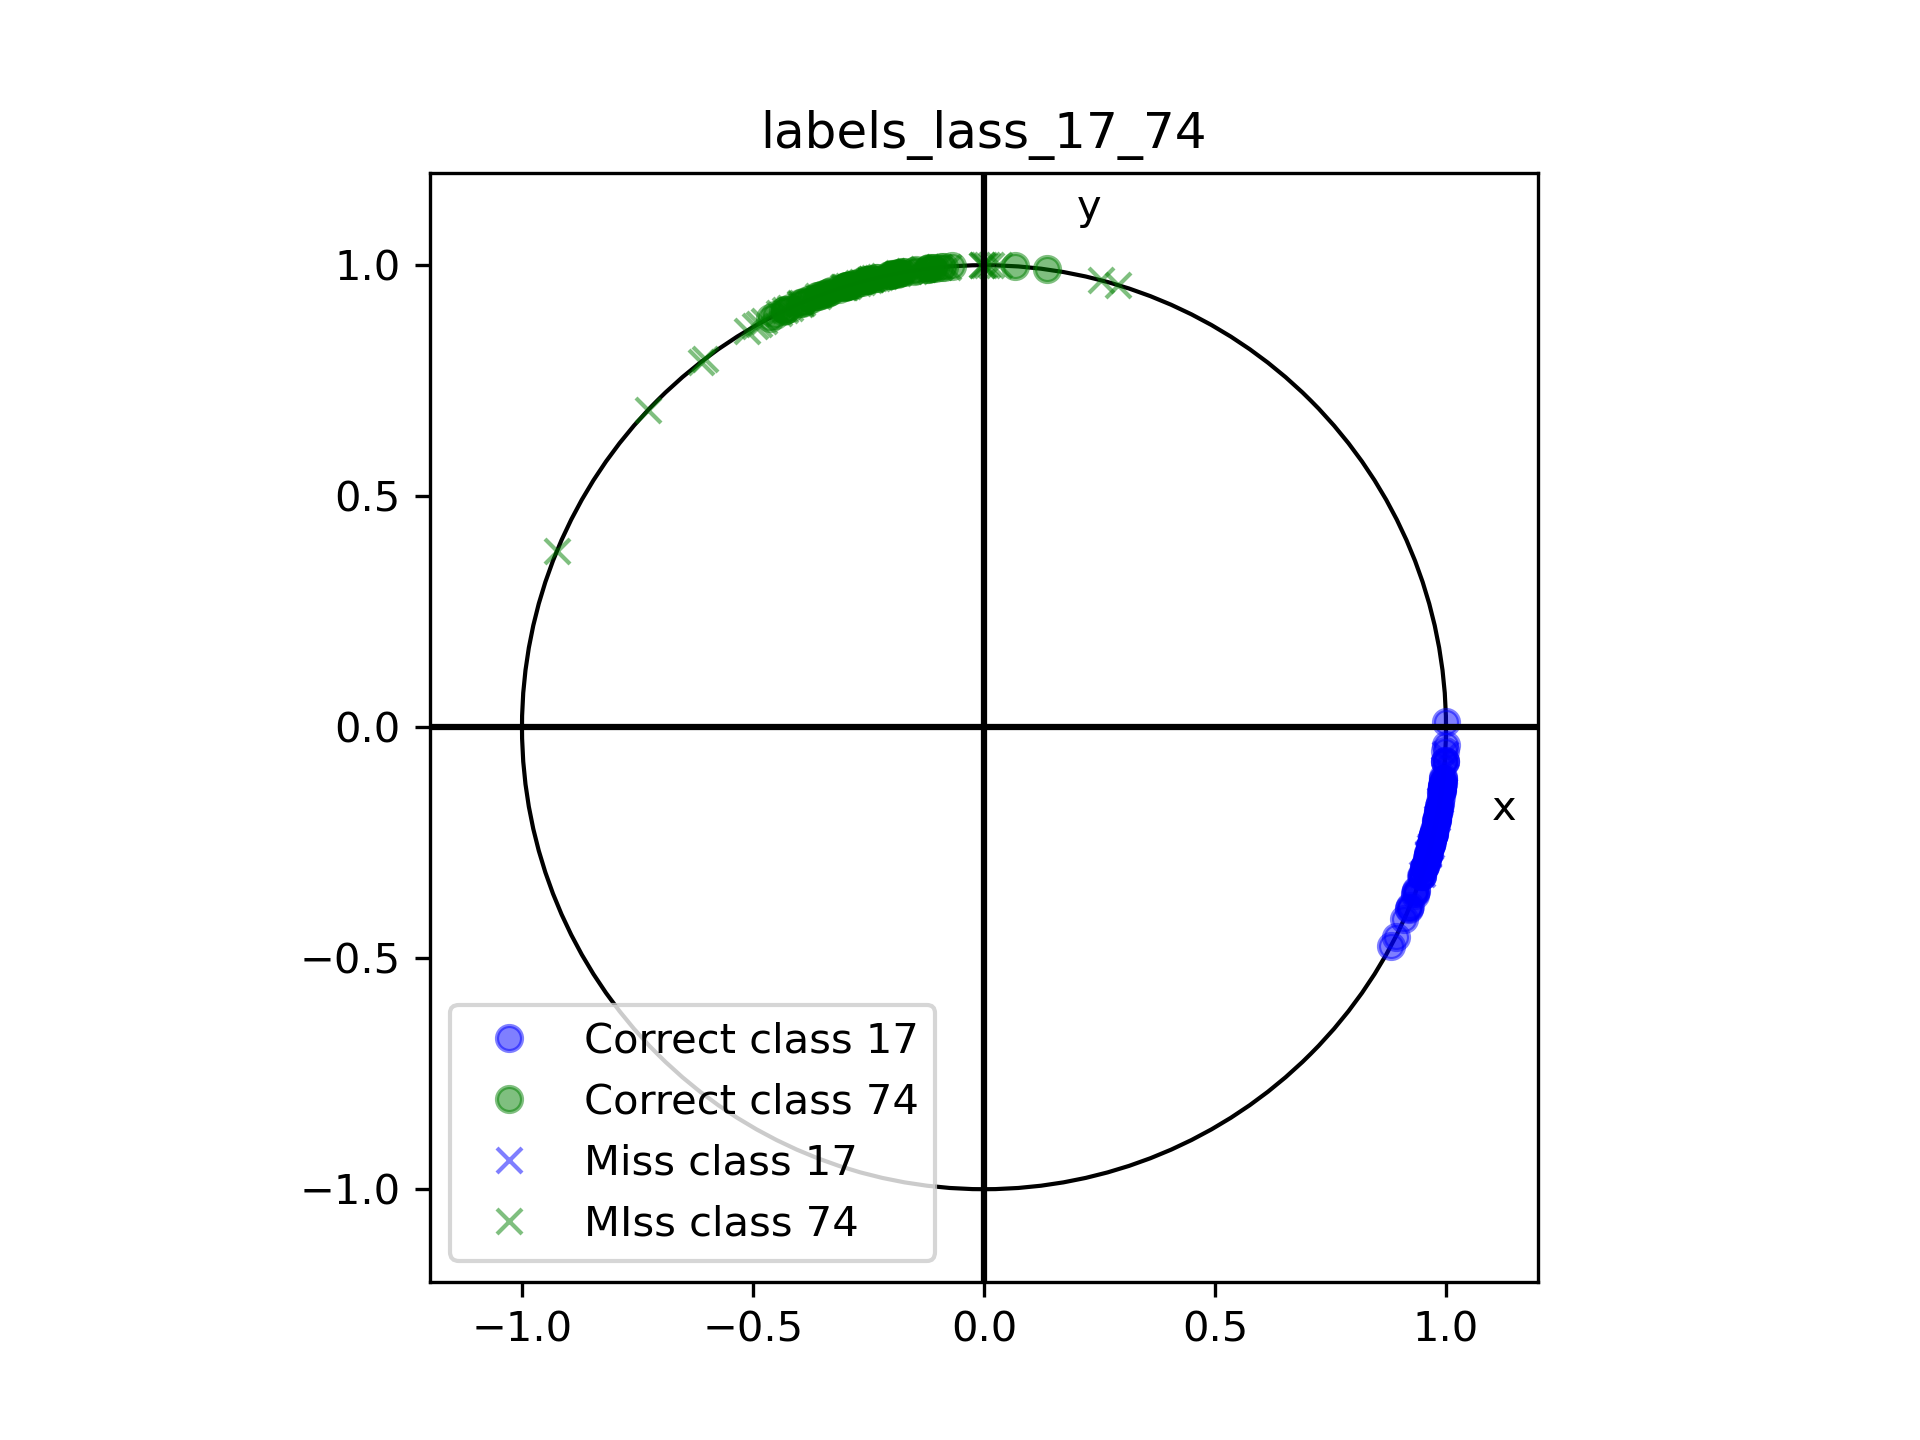 labels_lass_17_74
y
1.0
0.5
0.0
x
−0.5
−1.0
Correct class 17
Correct class 74
Miss class 17
MIss class 74
−1.0 −0.5 0.0 0.5 1.0